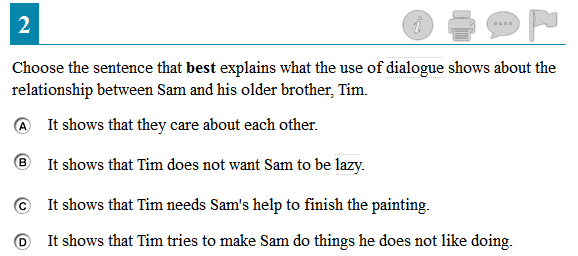 2
Choose the sentence that best explains what the use of dialogue shows about the
relationship between Sam and his older brother, Tim.
A It shows that they care about each other.
B It shows that Tim does not want Sam to be lazy.
C It shows that Tim needs Sam's help to finish the painting.
D It shows that Tim tries to make Sam do things he does not like doing.